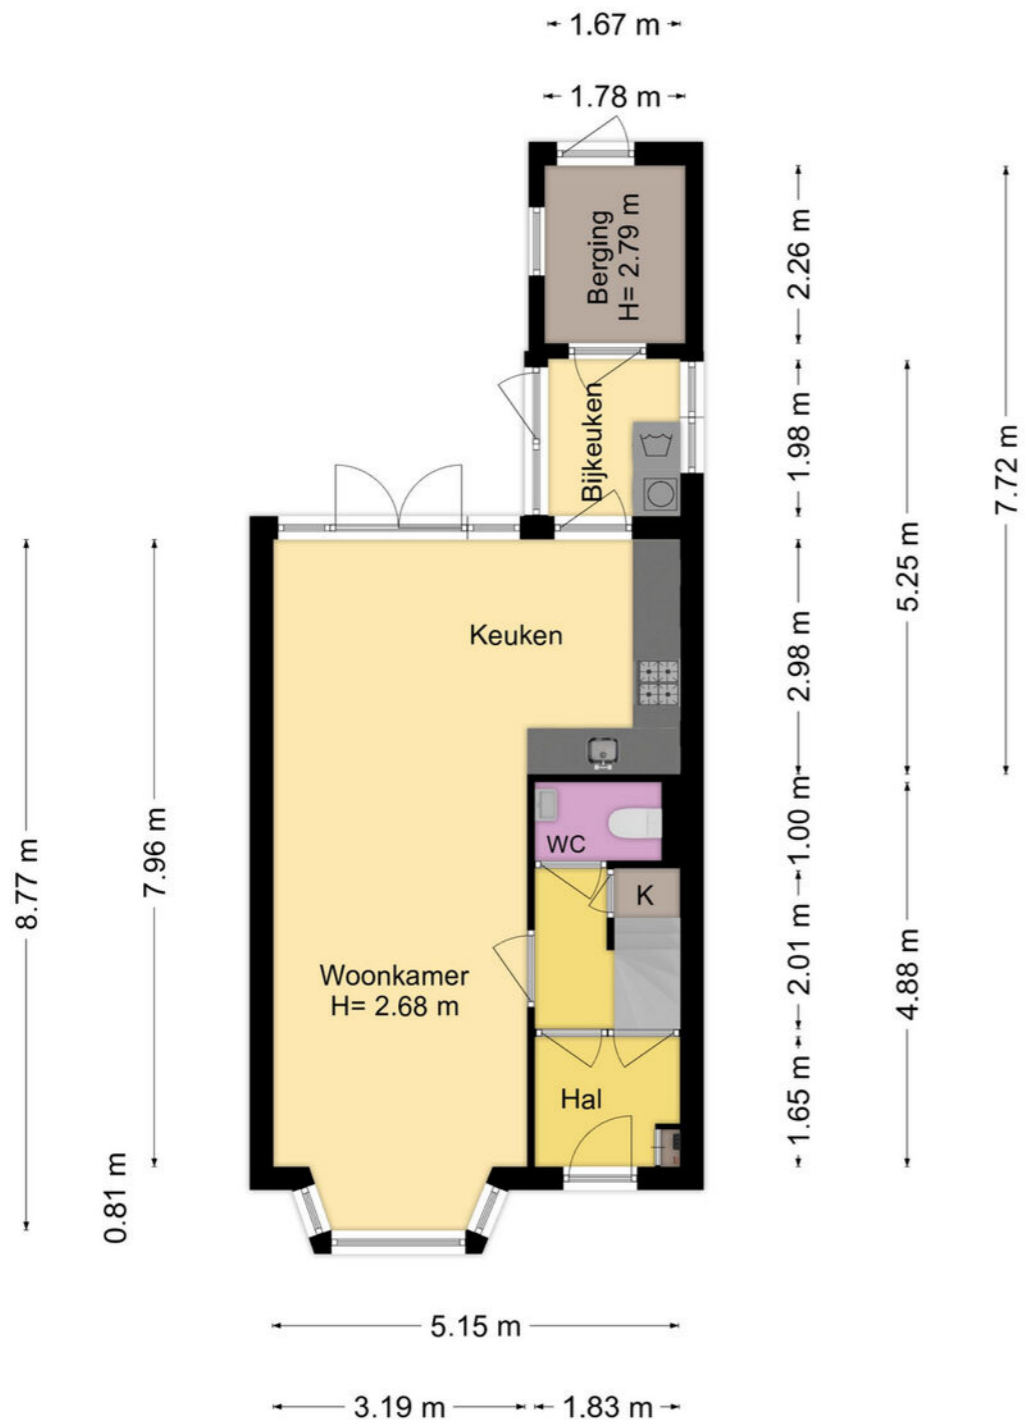 1.67 m
1.78 m
Berging
H= 2.79 m
2.26 m
Bijkeuken
1.98 m
7.72 m
5.25 m
Keuken
2.98 m
WC
1.00 m
K
8.77 m
7.96 m
2.01 m
4.88 m
Woonkamer
H= 2.68 m
Hal
1.65 m
0.81 m
5.15 m
3.19 m
1.83 m